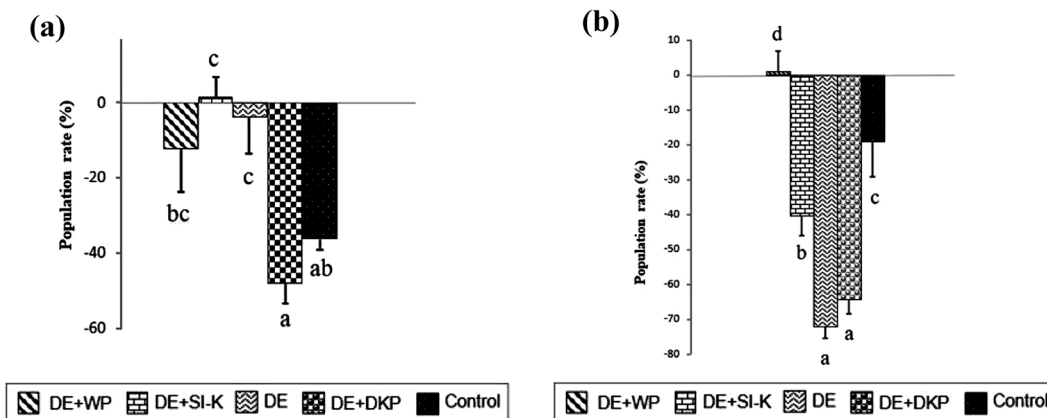 (a)
Population rate (%)
0
-20
-40
-60
c
bc
c
a
ab
DE+WP DE+SI-K DE DE+DKP Control
(b)
Population rate (%)
10
0
-10
-20
-30
-40
-50
-60
-70
-80
d
b
a
a
c
DE+WP DE+SI-K DE DE+DKP Control